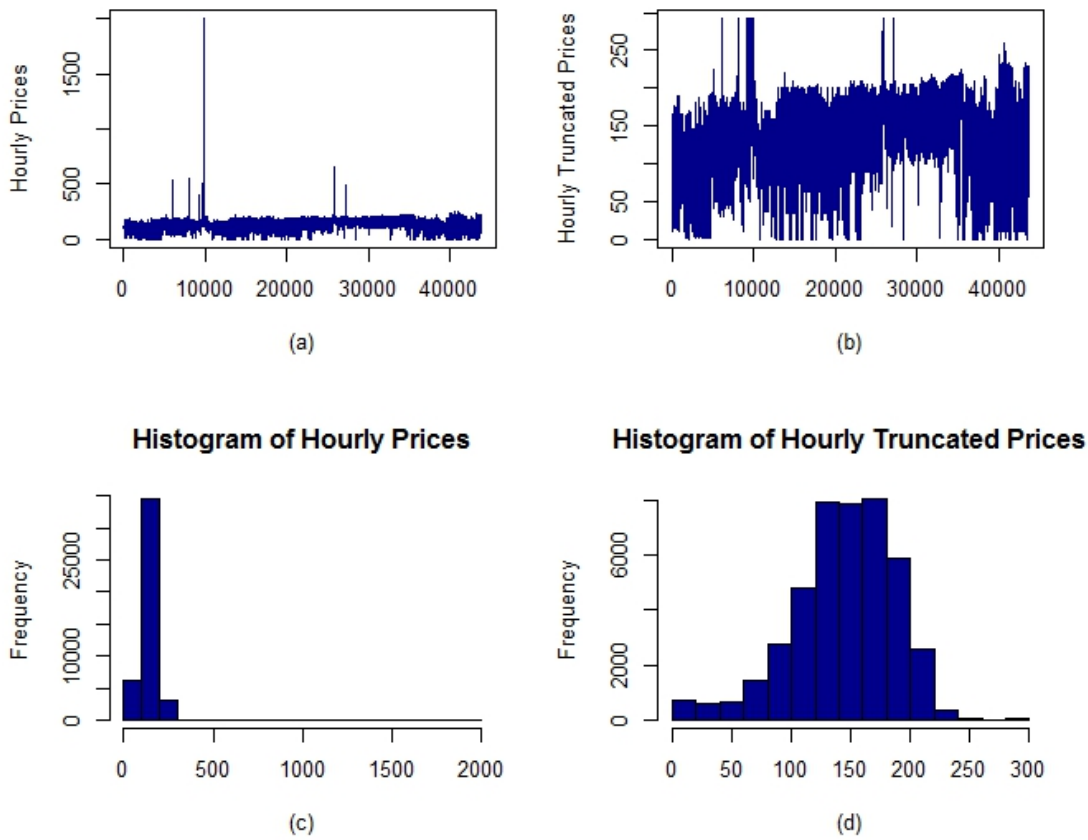 Hourly Prices
0 500 1500
0 10000 20000 30000 40000
(a)
Hourly Truncated Prices
0 50 150 250
0 10000 20000 30000 40000
(b)
Histogram of Hourly Prices
Frequency
0 10000 25000
0 500 1000 1500 2000
(c)
Histogram of Hourly Truncated Prices
Frequency
0 2000 6000
0 50 100 150 200 250 300
(d)